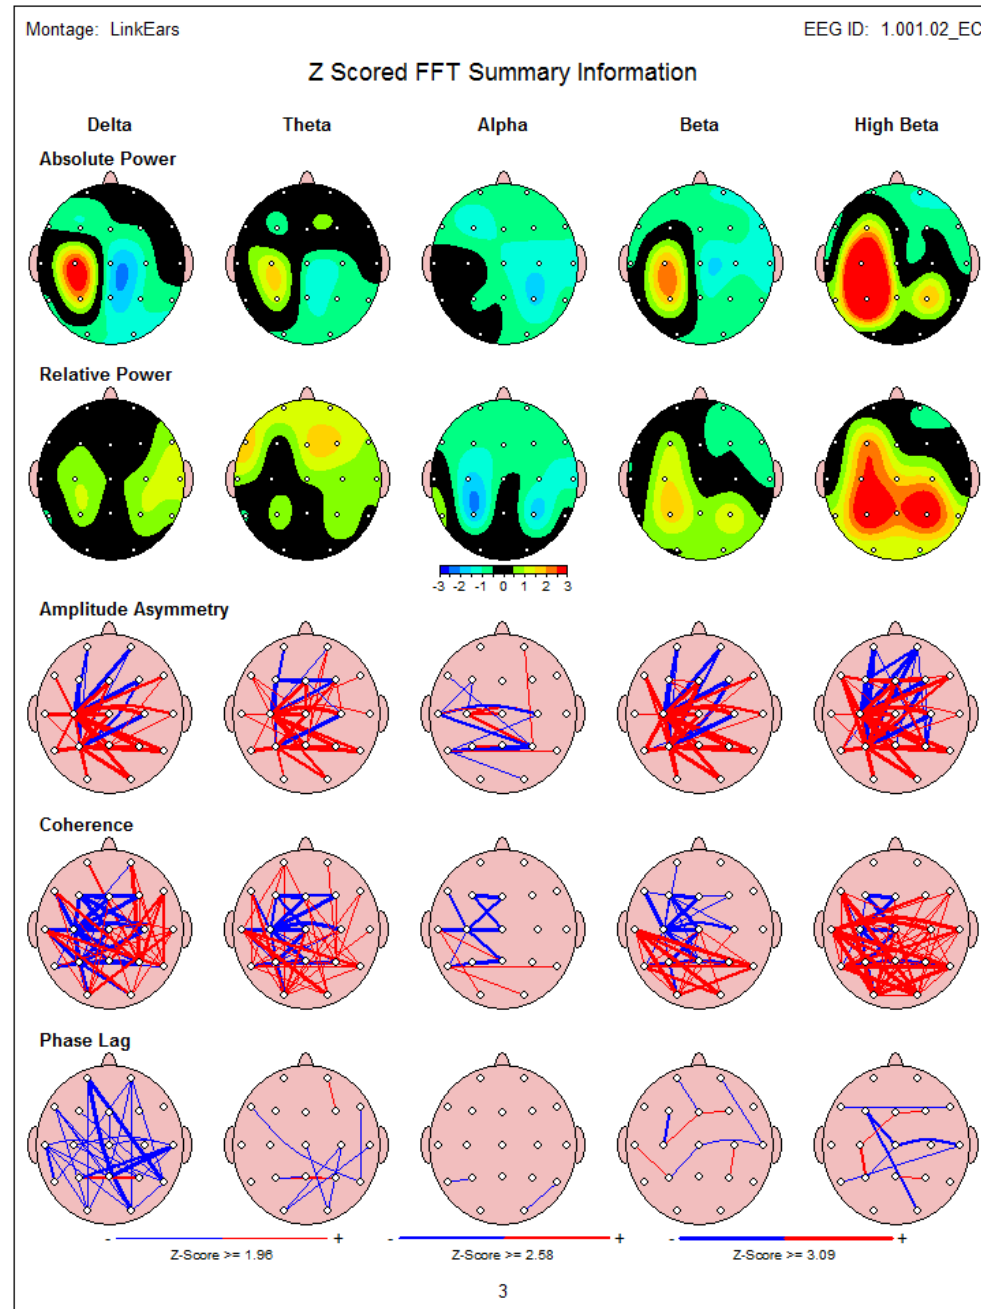 Montage: LinkEars
EEG ID: 1.001.02_EC
Z Scored FFT Summary Information
Delta Theta Alpha Beta High Beta
Absolute Power
Relative Power
-3 -2 -1 0 1 2 3
Amplitude Asymmetry
Coherence
Phase Lag
- + - + - +
Z-Score >= 1.96 Z-Score >= 2.58 Z-Score >= 3.09
3